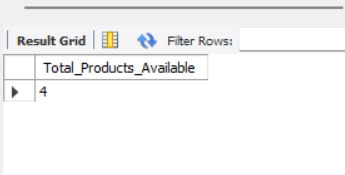 Result Grid Filter Rows:
Total_Products_Available
4